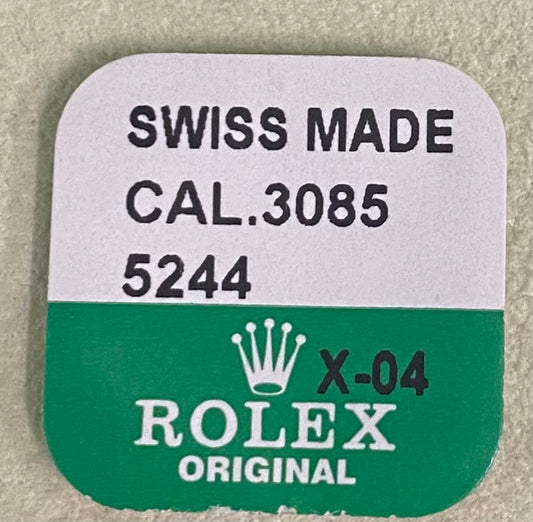 SWISS MADE
CAL.3085
5244
X-04
ROLEX
ORIGINAL